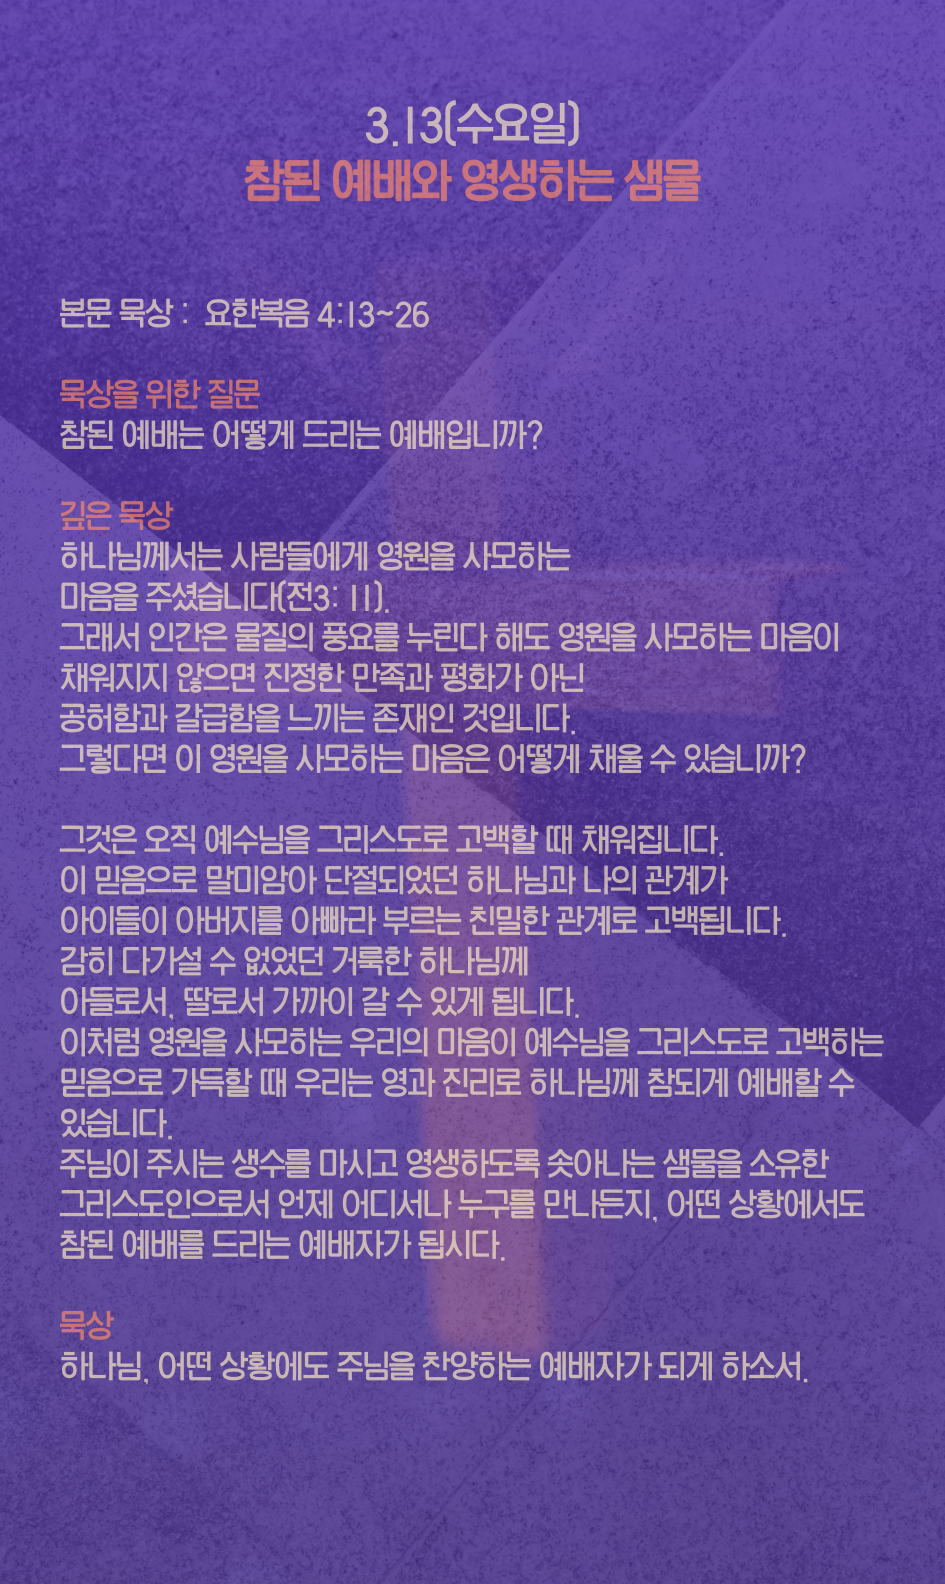 3.13(수요일)
참된 예배와 영생하는 샘물
본문 묵상 : 요한복음 4:13~26
묵상을 위한 질문
참된 예배는 어떻게 드리는 예배입니까?
깊은 묵상
하나님께서는 사람들에게 영원을 사모하는
마음을 주셨습니다(전3: 11).
그래서 인간은 물질의 풍요를 누린다 해도 영원을 사모하는 마음이
채워지지 않으면 진정한 만족과 평화가 아닌
공허함과 갈급함을 느끼는 존재인 것입니다.
그렇다면 이 영원을 사모하는 마음은 어떻게 채울 수 있습니까?
그것은 오직 예수님을 그리스도로 고백할 때 채워집니다.
이 믿음으로 말미암아 단절되었던 하나님과 나의 관계가
아이들이 아버지를 아빠라 부르는 친밀한 관계로 고백됩니다.
감히 다가설 수 없었던 거룩한 하나님께
아들로서, 딸로서 가까이 갈 수 있게 됩니다.
이처럼 영원을 사모하는 우리의 마음이 예수님을 그리스도로 고백하는
믿음으로 가득할 때 우리는 영과 진리로 하나님께 참되게 예배할 수
있습니다.
주님이 주시는 생수를 마시고 영생하도록 솟아나는 샘물을 소유한
그리스도인으로서 언제 어디서나 누구를 만나든지, 어떤 상황에서도
참된 예배를 드리는 예배자가 됩시다.
묵상
하나님, 어떤 상황에도 주님을 찬양하는 예배자가 되게 하소서.